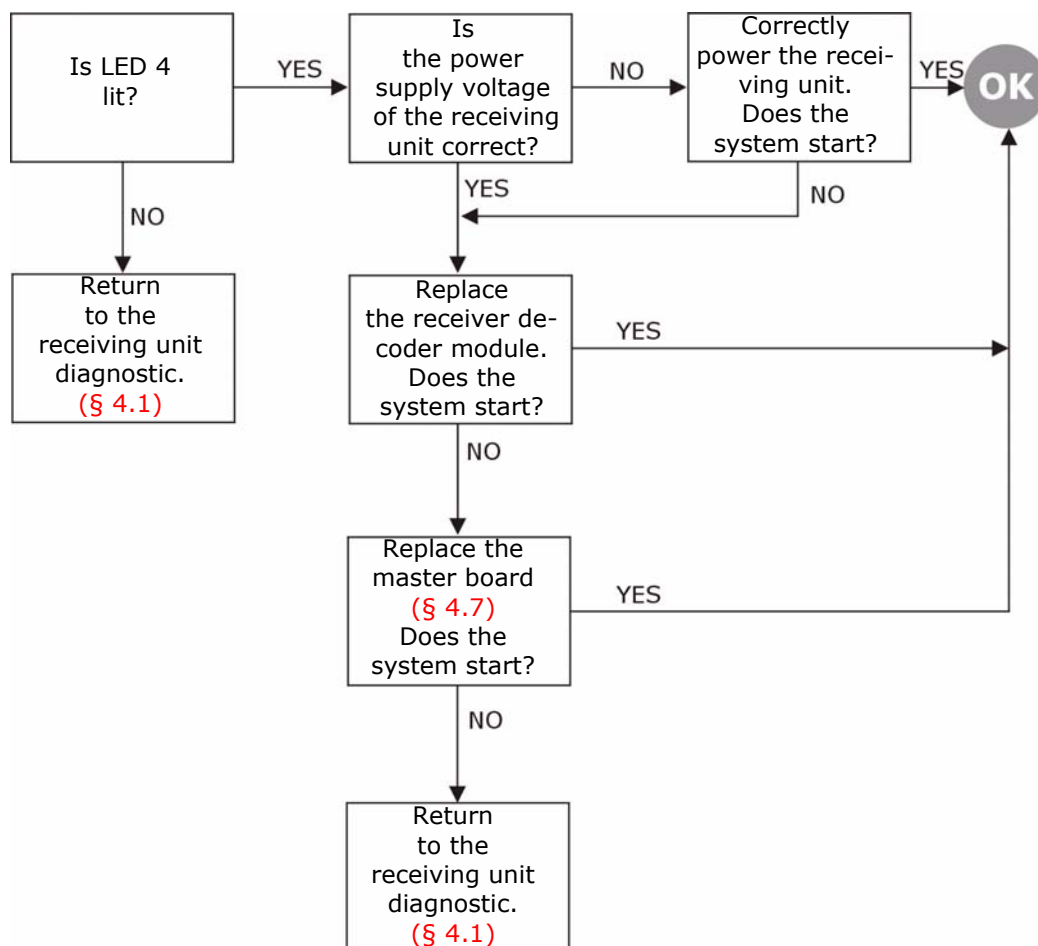 Is LED 4
lit?
YES
Is
the power
supply voltage
of the receiving
unit correct?
NO
Correctly
power the recei-
ving unit.
Does the
system start?
YES
OK
NO
YES
NO
Return
to the
receiving unit
diagnostic.
(§ 4.1)
Replace
the receiver de-
coder module.
Does the
system start?
YES
NO
Replace the
master board
(§ 4.7)
Does the
system start?
YES
NO
Return
to the
receiving unit
diagnostic.
(§ 4.1)